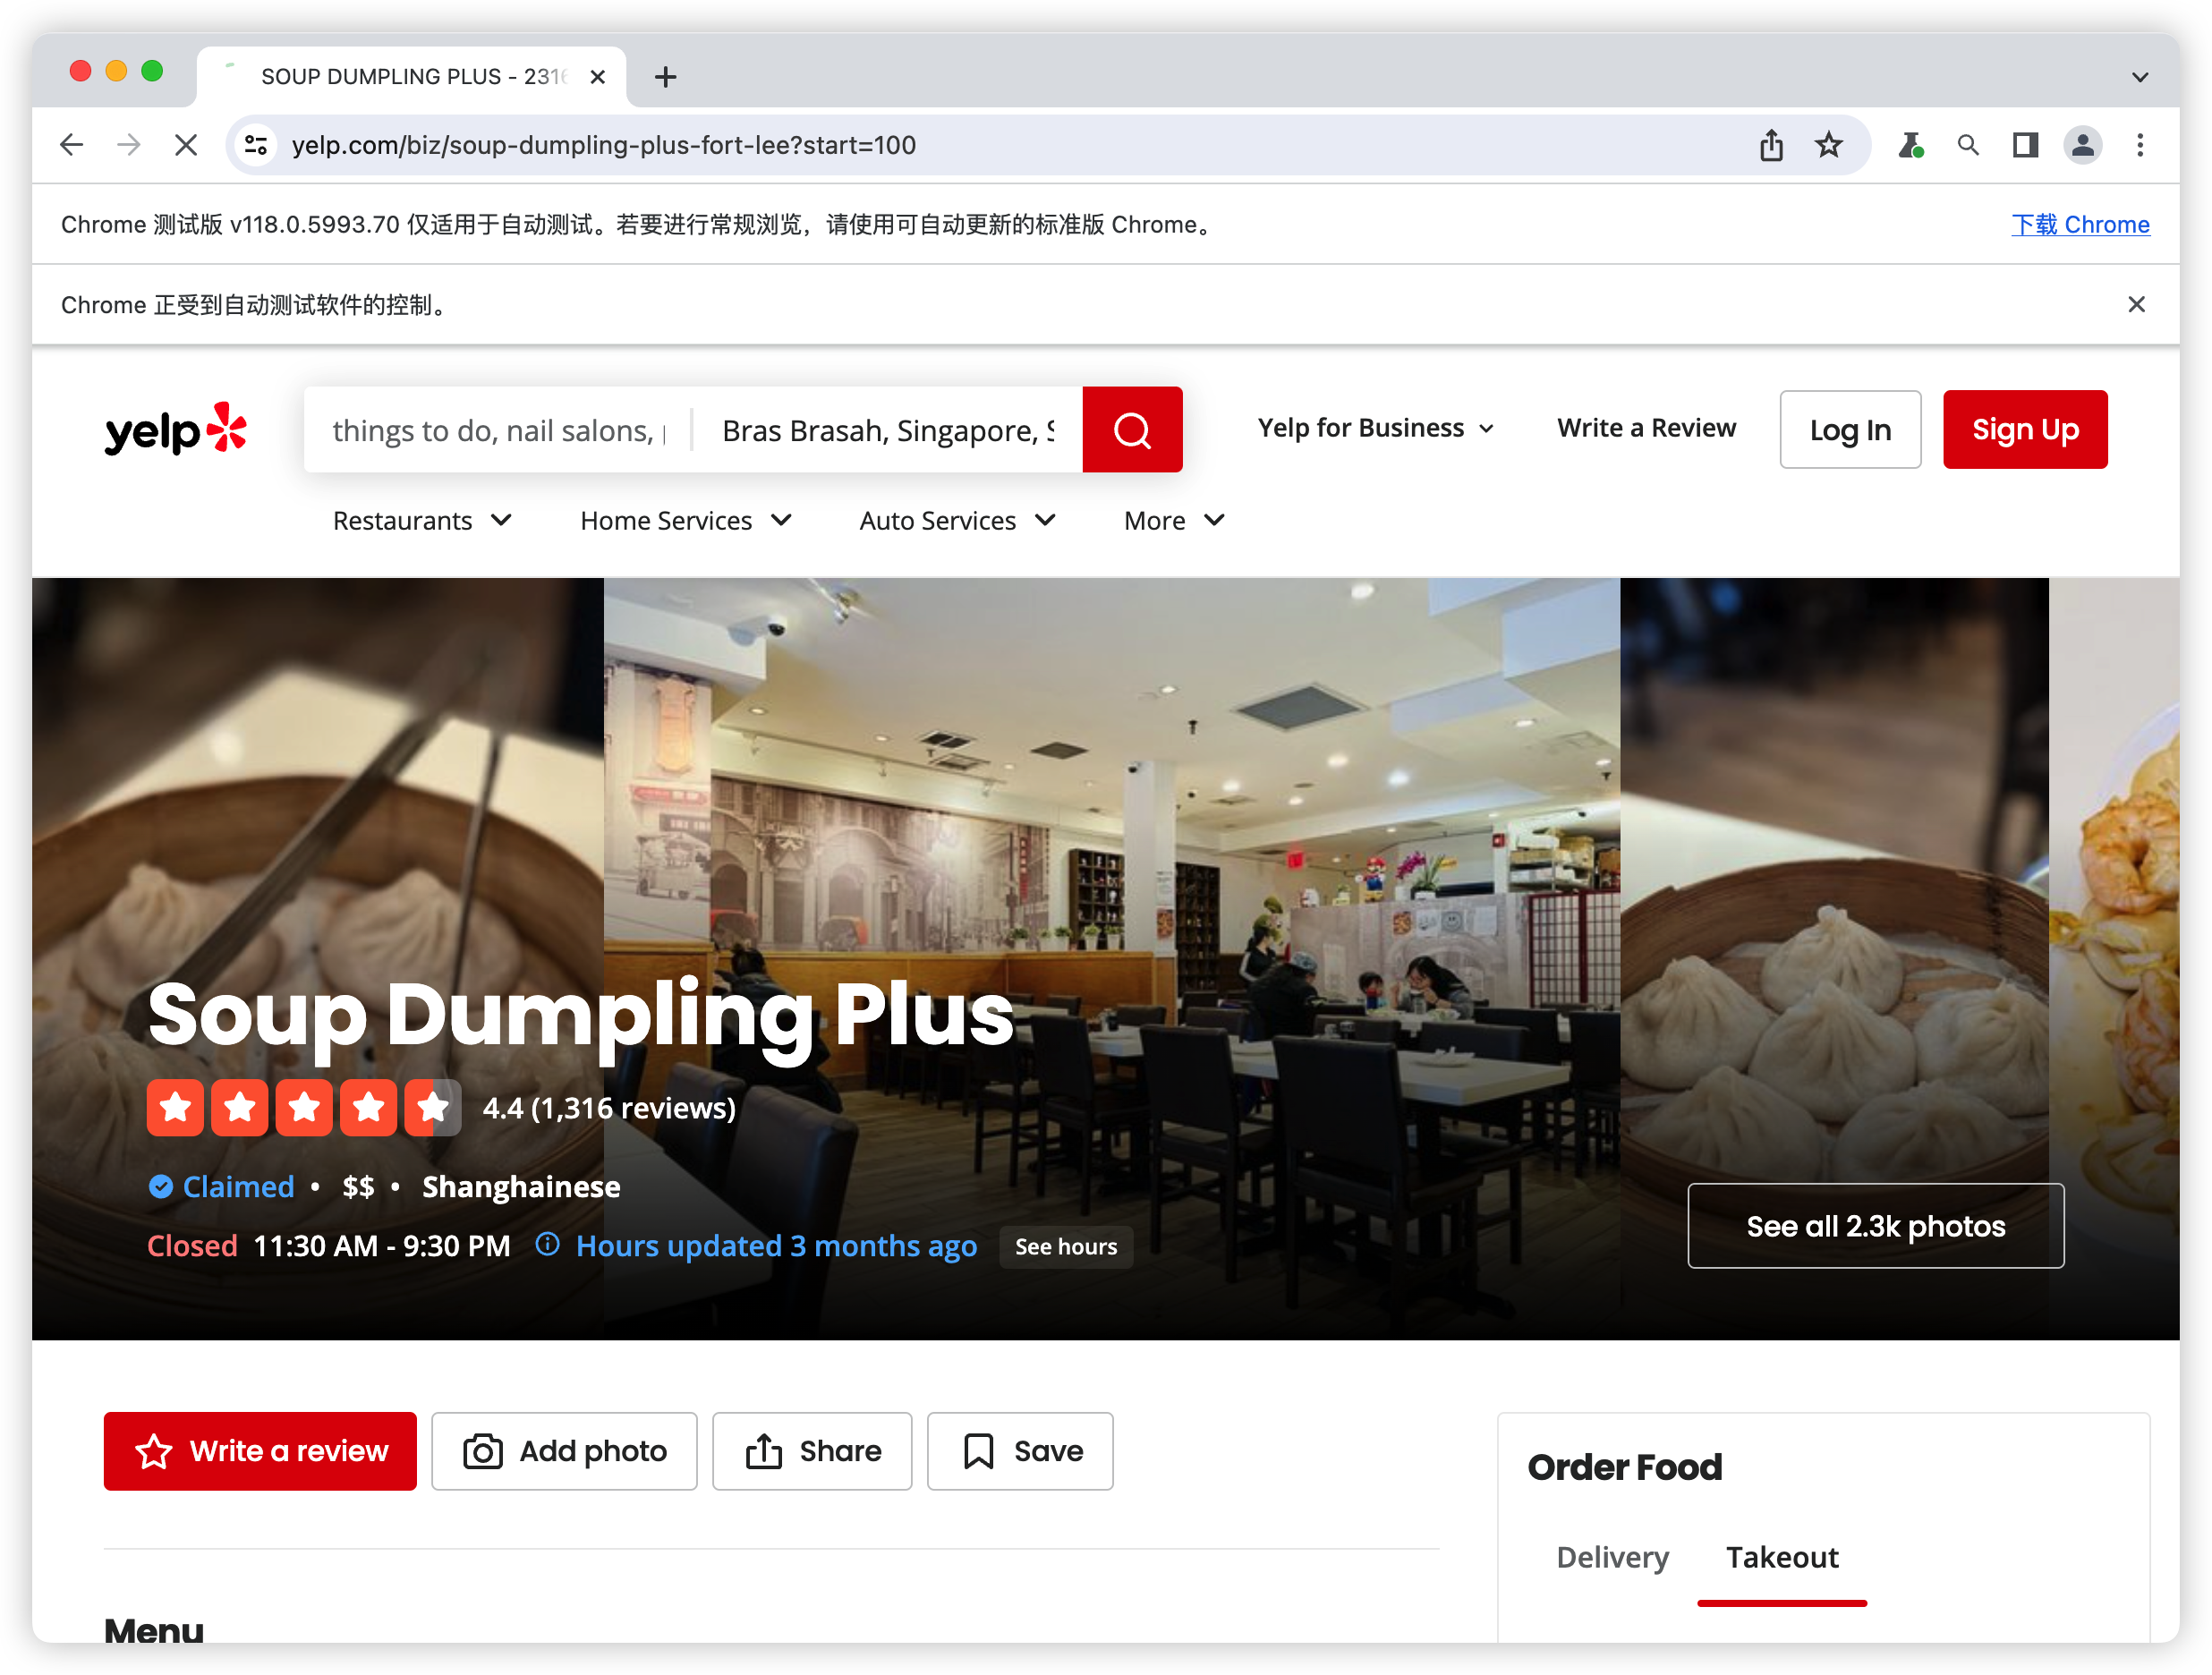 SOUP DUMPLING PLUS - 2316
yelp.com/biz/soup-dumpling-plus-fort-lee?start=100
Chrome 测试版 v118.0.5993.70 仅适用于自动测试。若要进行常规浏览，请使用可自动更新的标准版 Chrome。
下载 Chrome
Chrome 正受到自动测试软件的控制。
yelp
things to do, nail salons,
Bras Brasah, Singapore, S
Yelp for Business
Write a Review
Log In
Sign Up
Restaurants
Home Services
Auto Services
More
Soup Dumpling Plus
4.4 (1,316 reviews)
Claimed • $$ • Shanghainese
Closed 11:30 AM - 9:30 PM Hours updated 3 months ago See hours
See all 2.3k photos
Write a review
Add photo
Share
Save
Order Food
Delivery
Takeout
Menu